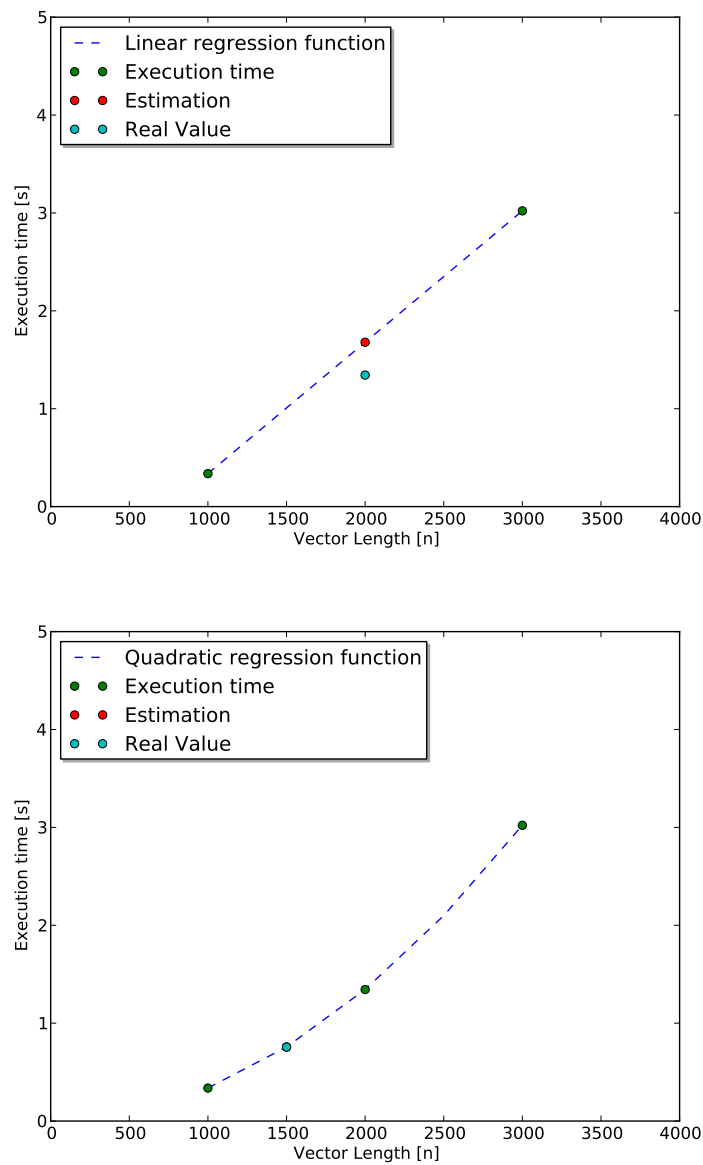 5
Linear regression function
Execution time
Estimation
Real Value
4
3
2
1
0
Execution time [s]
0 500 1000 1500 2000 2500 3000 3500 4000
Vector Length [n]
5
Quadratic regression function
Execution time
Estimation
Real Value
4
3
2
1
0
Execution time [s]
0 500 1000 1500 2000 2500 3000 3500 4000
Vector Length [n]